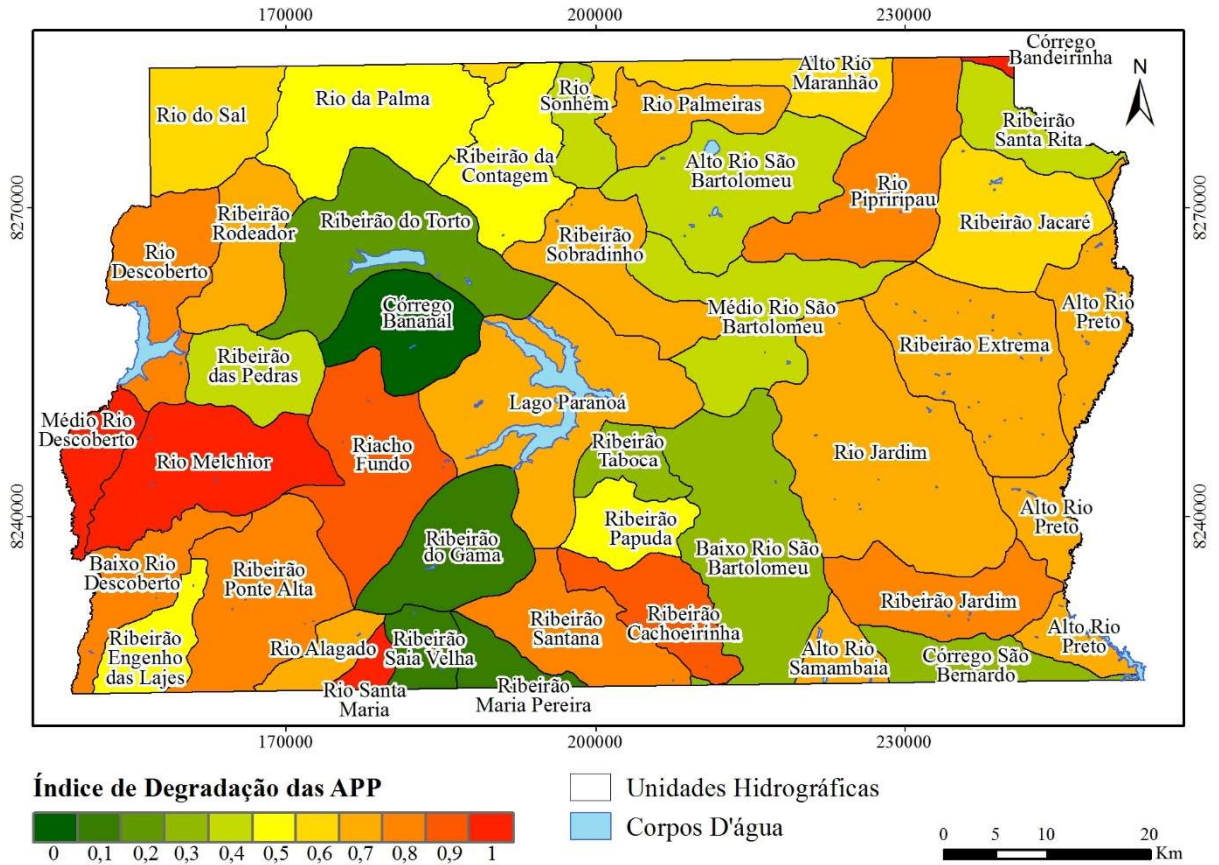 170000
200000
230000
8270000
8240000
Córrego
Bandeirinha
N
Alto Rio
Maranhão
Rio
Sonhém
Rio da Palma
Rio Palmeiras
Rio do Sal
Ribeirão
Santa Rita
Ribeirão da
Contagem
Alto Rio São
Bartolomeu
Rio
Pipriripau
Ribeirão
Rodeador
Ribeirão do Torto
Ribeirão
Sobradinho
Ribeirão Jacaré
Rio
Descoberto
Córrego
Bananal
Médio Rio São
Bartolomeu
Alto Rio
Preto
Ribeirão Extrema
Ribeirão
das Pedras
Lago Paranoá
Médio Rio
Descoberto
Rio Melchior
Riacho
Fundo
Ribeirão
Taboca
Rio Jardim
Ribeirão
Papuda
Alto Rio
Preto
Ribeirão
do Gama
Baixo Rio São
Bartolomeu
Baixo Rio
Descoberto
Ribeirão
Ponte Alta
Ribeirão Jardim
Ribeirão
Santana
Ribeirão
Cachoeirinha
Alto Rio
Preto
Ribeirão
Engenho
das Lajes
Rio Alagado
Ribeirão
Saia Velha
Alto Rio
Samambaia
Córrego São
Bernardo
Rio Santa
Maria
Ribeirão
Maria Pereira
8270000
8240000
170000
200000
230000
Índice de Degradação das APP
0 0,1 0,2 0,3 0,4 0,5 0,6 0,7 0,8 0,9 1
Unidades Hidrográficas
Corpos D'água
0 5 10 20
Km